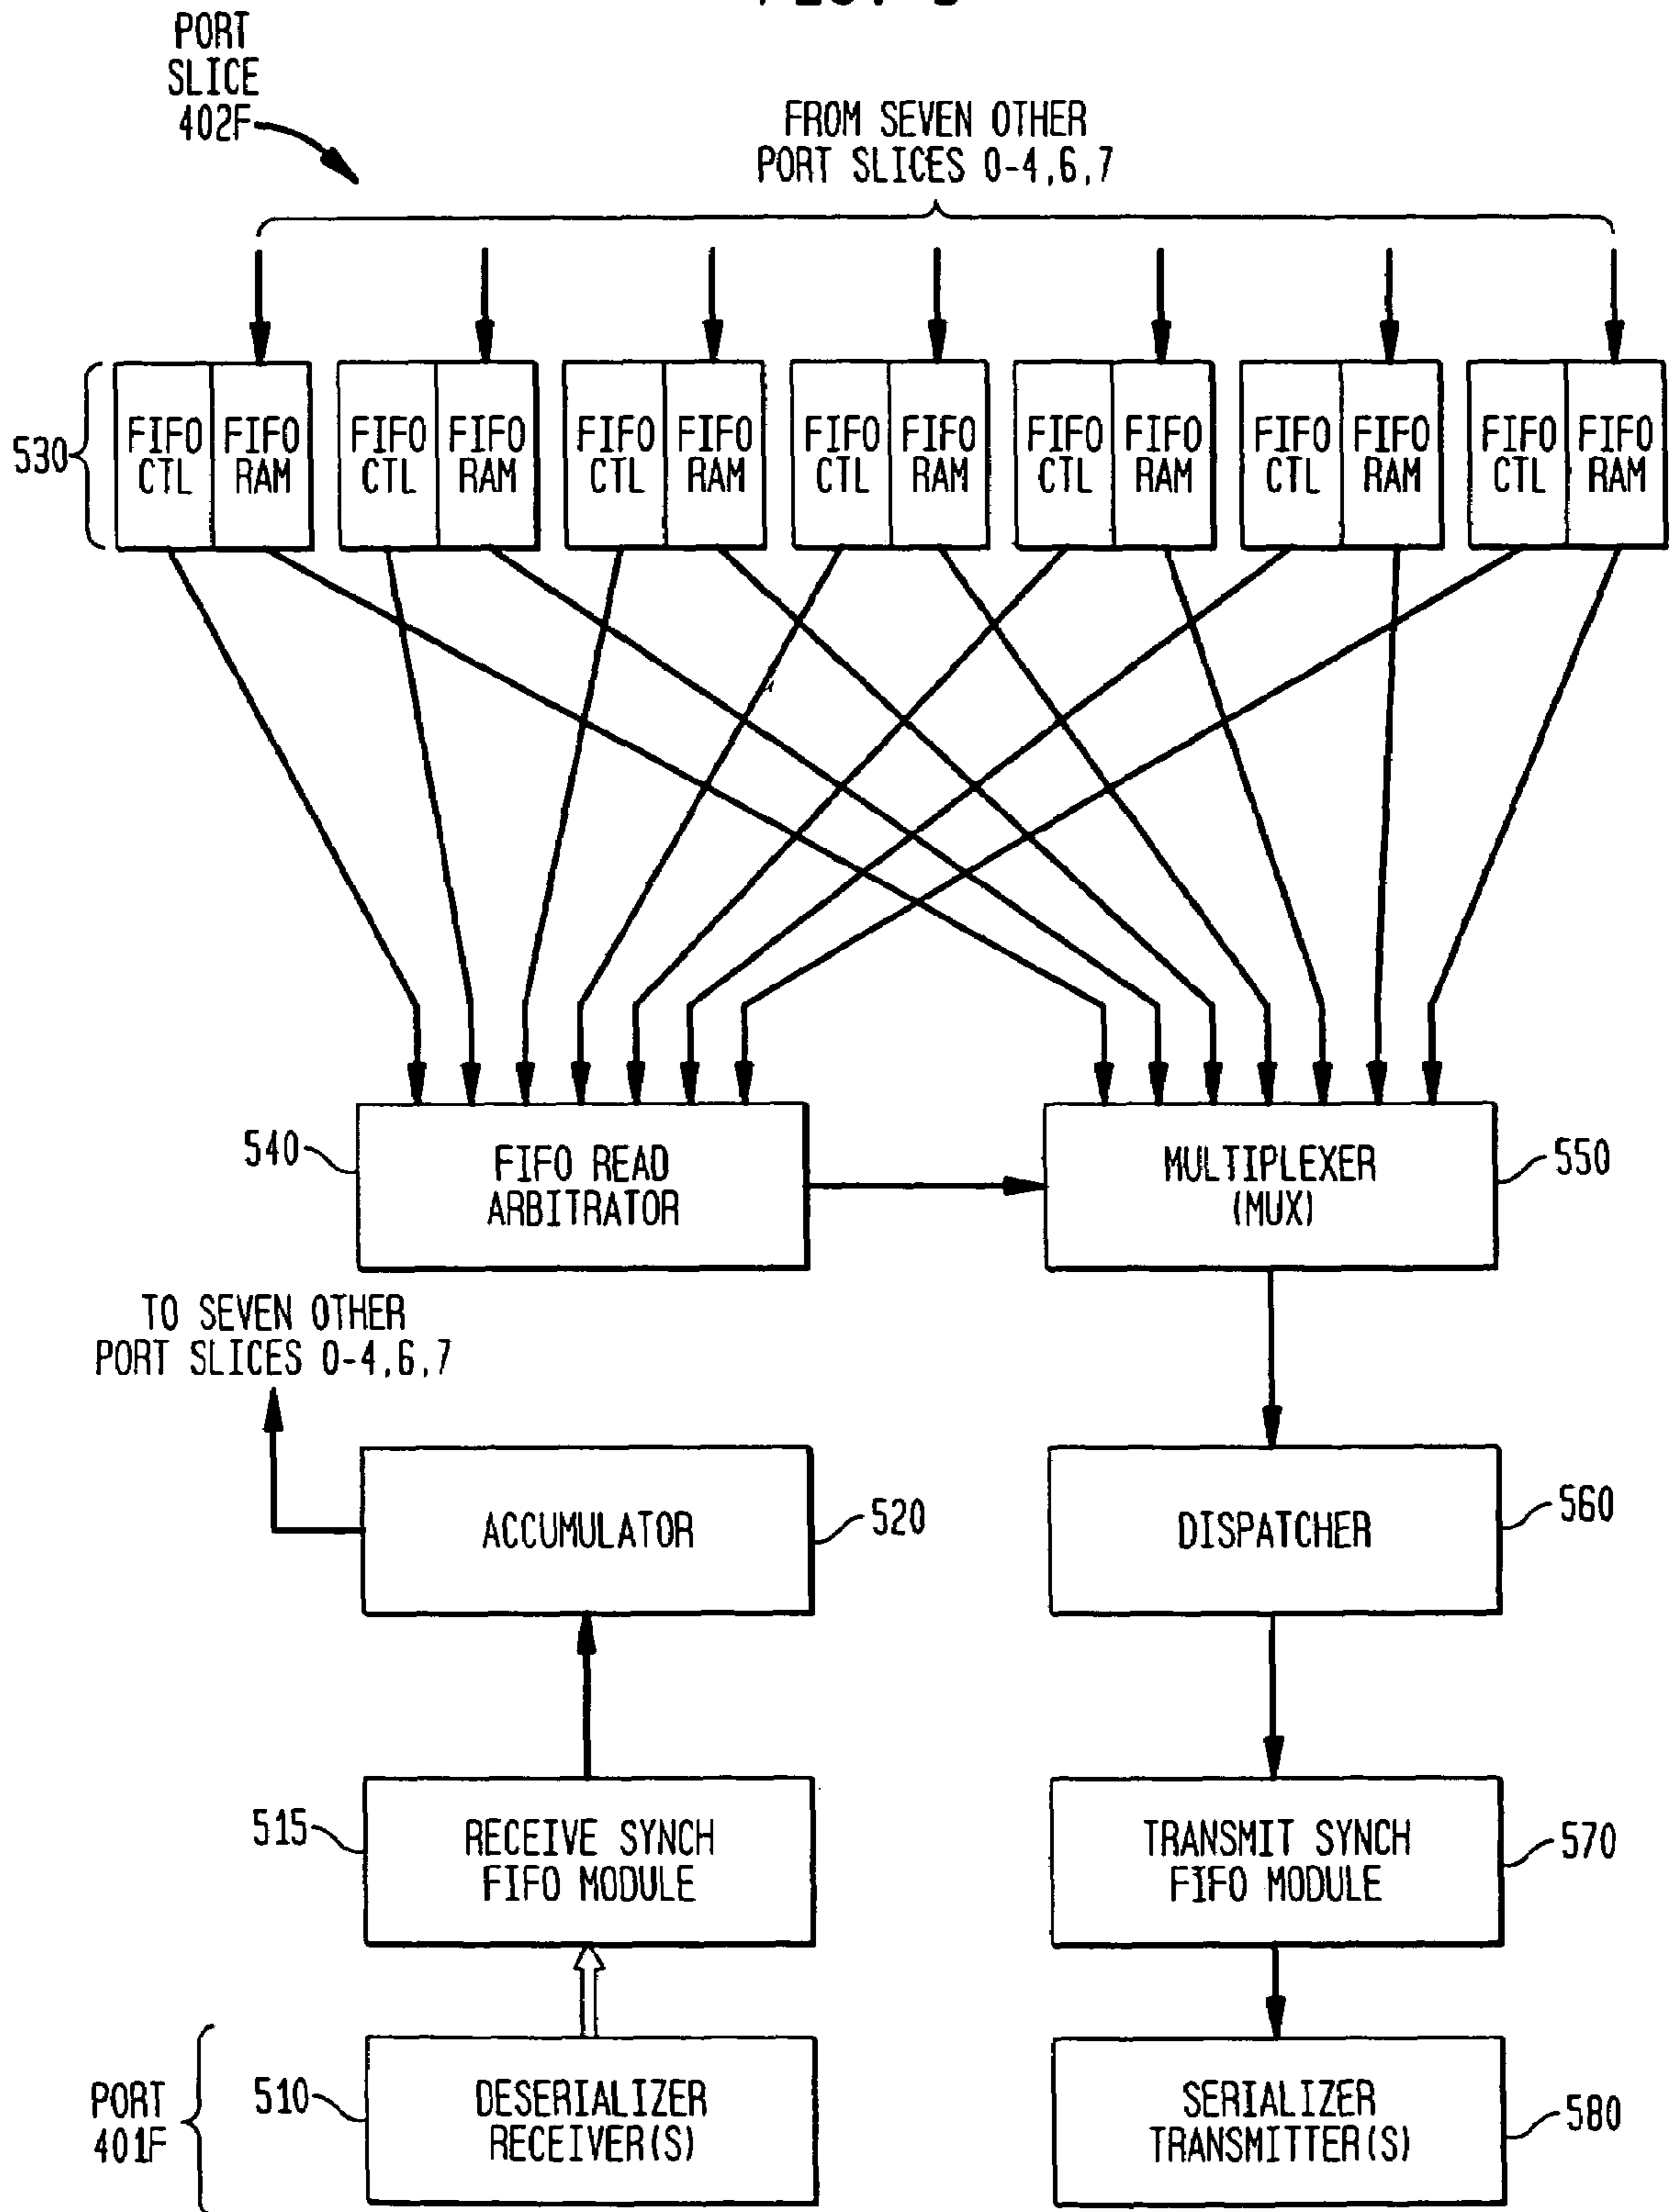 PORT
SLICE
402F
FROM SEVEN OTHER
PORT SLICES 0-4,6,7
530
FIFO CTL FIFO RAM FIFO CTL FIFO RAM FIFO CTL FIFO RAM FIFO CTL FIFO RAM FIFO CTL FIFO RAM FIFO CTL FIFO RAM FIFO CTL FIFO RAM
540
FIFO READ
ARBITRATOR
MULTIPLEXER
(MUX)
550
TO SEVEN OTHER
PORT SLICES 0-4,6,7
ACCUMULATOR
520
DISPATCHER
560
515
RECEIVE SYNCH
FIFO MODULE
TRANSMIT SYNCH
FIFO MODULE
570
PORT
401F
510
DESERIALIZER
RECEIVER(S)
SERIALIZER
TRANSMITTER(S)
580